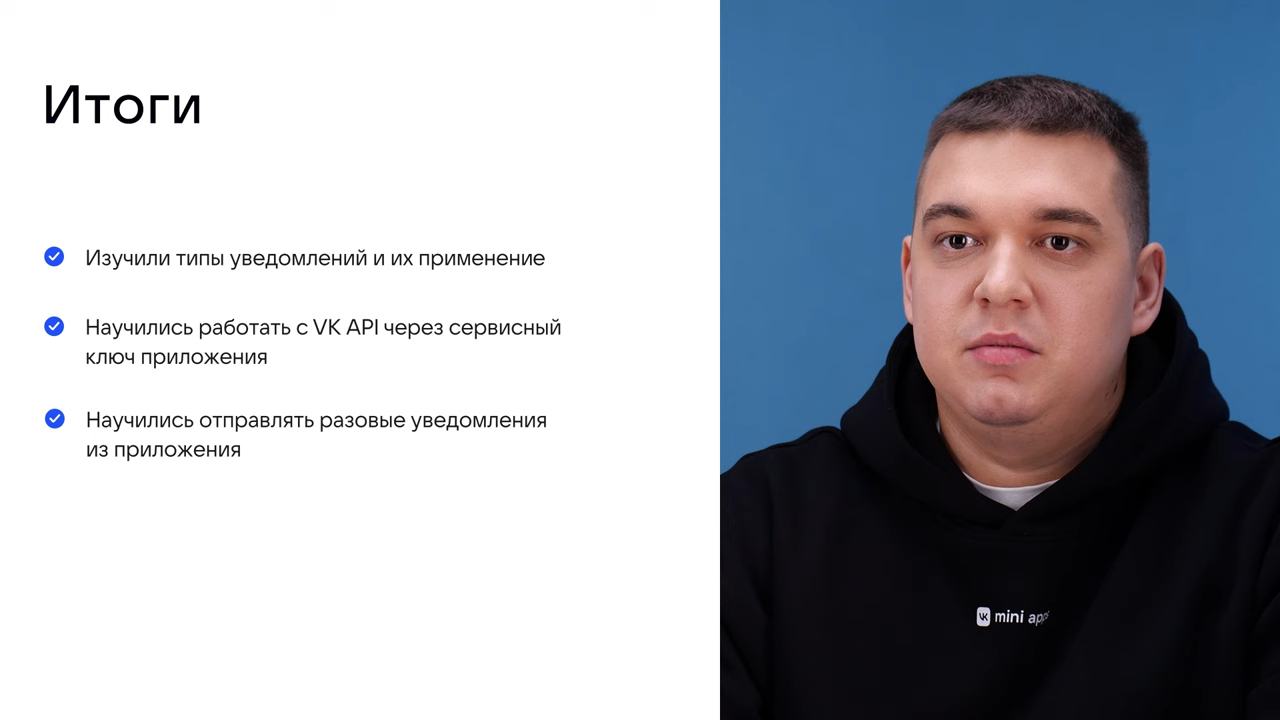 Итоги
Изучили типы уведомлений и их применение
Научились работать с VK API через сервисный
ключ приложения
Научились отправлять разовые уведомления
из приложения
VK mini apps